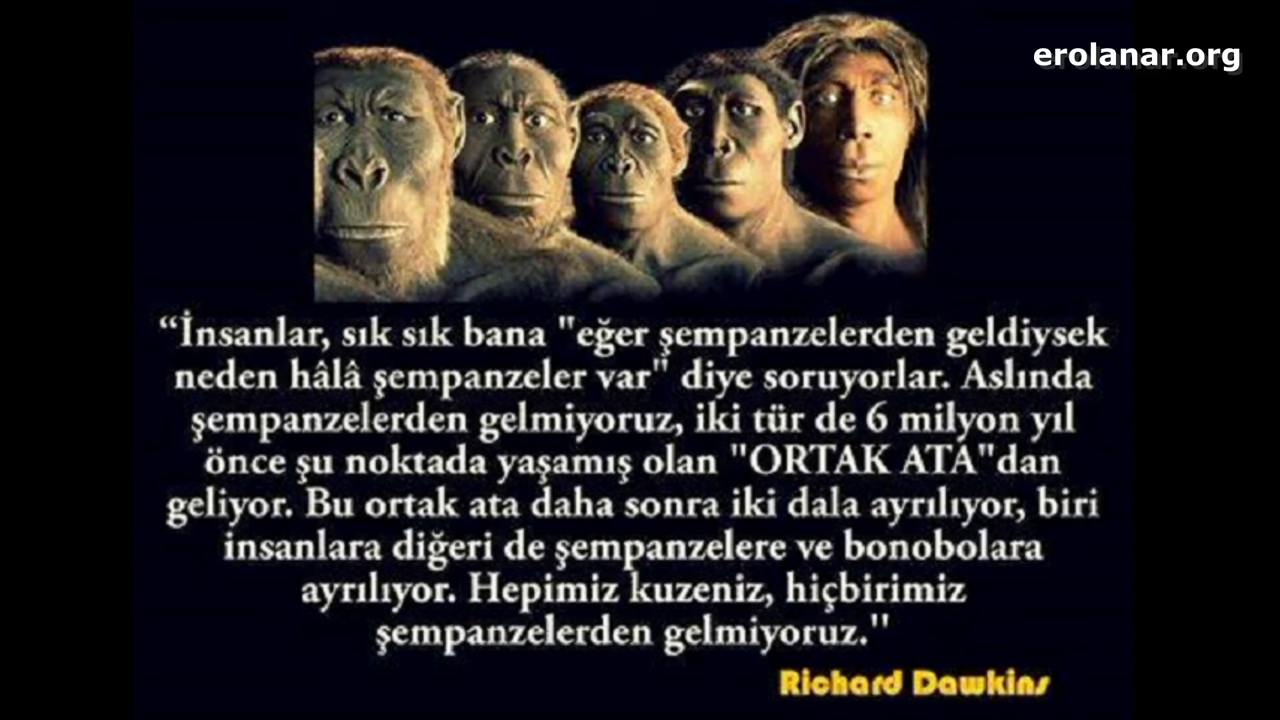 erolanar.org
“İnsanlar, sık sık bana "eğer şempanzelerden geldiysek
neden hâlâ şempanzeler var" diye soruyorlar. Aslında
şempanzelerden gelmiyoruz, iki tür de 6 milyon yıl
önce şu noktada yaşamış olan "ORTAK ATA"dan
geliyor. Bu ortak ata daha sonra iki dala ayrılıyor, biri
insanlara diğeri de şempanzelere ve bonobolara
ayrılıyor. Hepimiz kuzeniz, hiçbirimiz
şempanzelerden gelmiyoruz."
Richard Dawkins